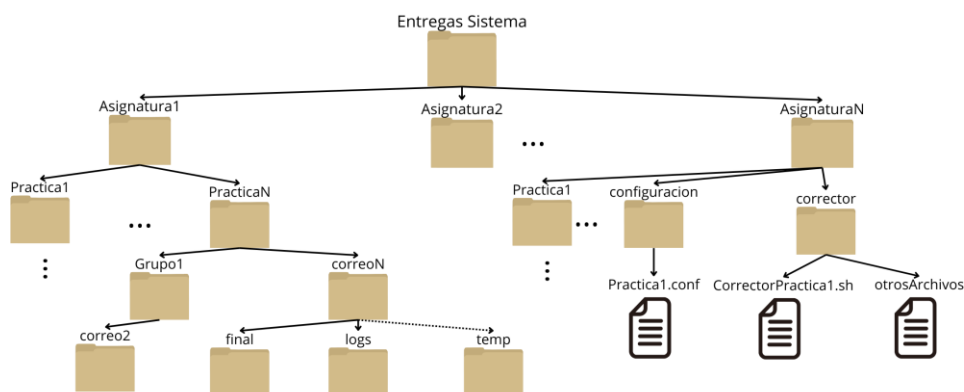 Entregas Sistema
Asignatura1
Asignatura2
AsignaturaN
...
Practica1
PracticaN
Practica1
configuracion
corrector
...
...
Grupo1
correoN
Practica1.conf
CorrectorPractica1.sh
otrosArchivos
correo2
final
logs
temp